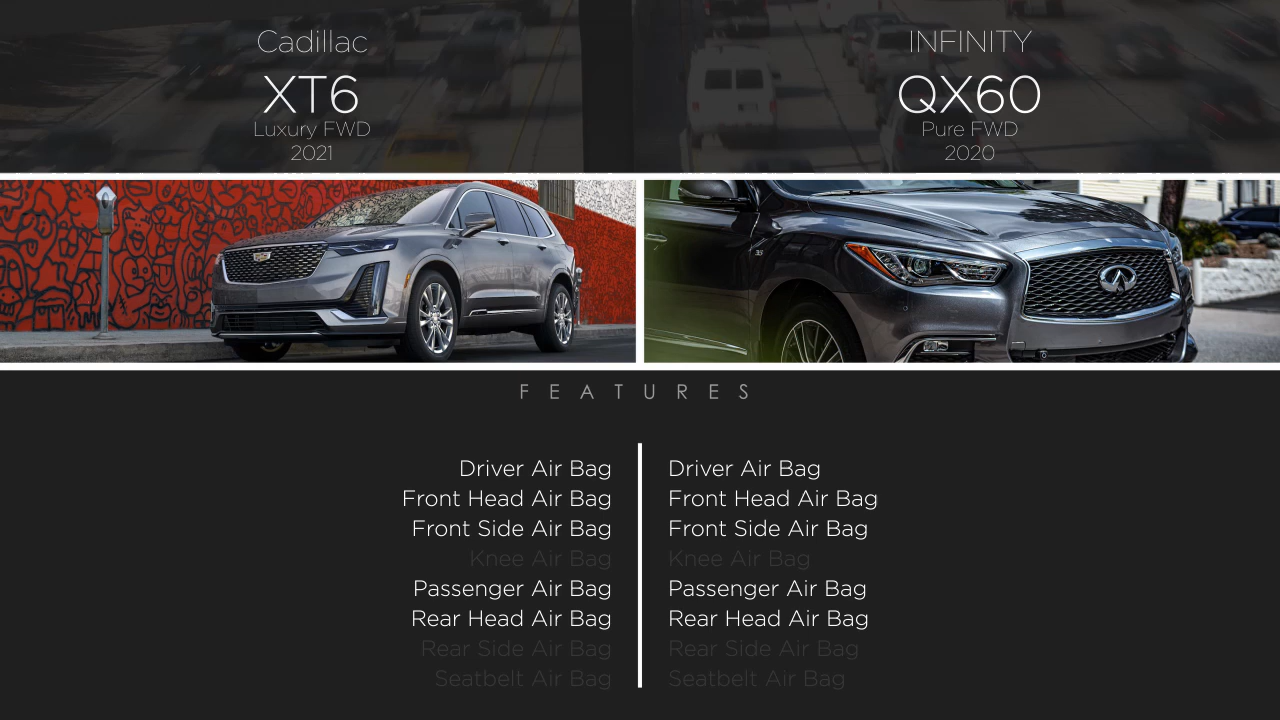 Cadillac
XT6
Luxury FWD
2021
INFINITY
QX60
Pure FWD
2020
FEATURES
Driver Air Bag
Front Head Air Bag
Front Side Air Bag
Knee Air Bag
Passenger Air Bag
Rear Head Air Bag
Rear Side Air Bag
Seatbelt Air Bag
Driver Air Bag
Front Head Air Bag
Front Side Air Bag
Knee Air Bag
Passenger Air Bag
Rear Head Air Bag
Rear Side Air Bag
Seatbelt Air Bag